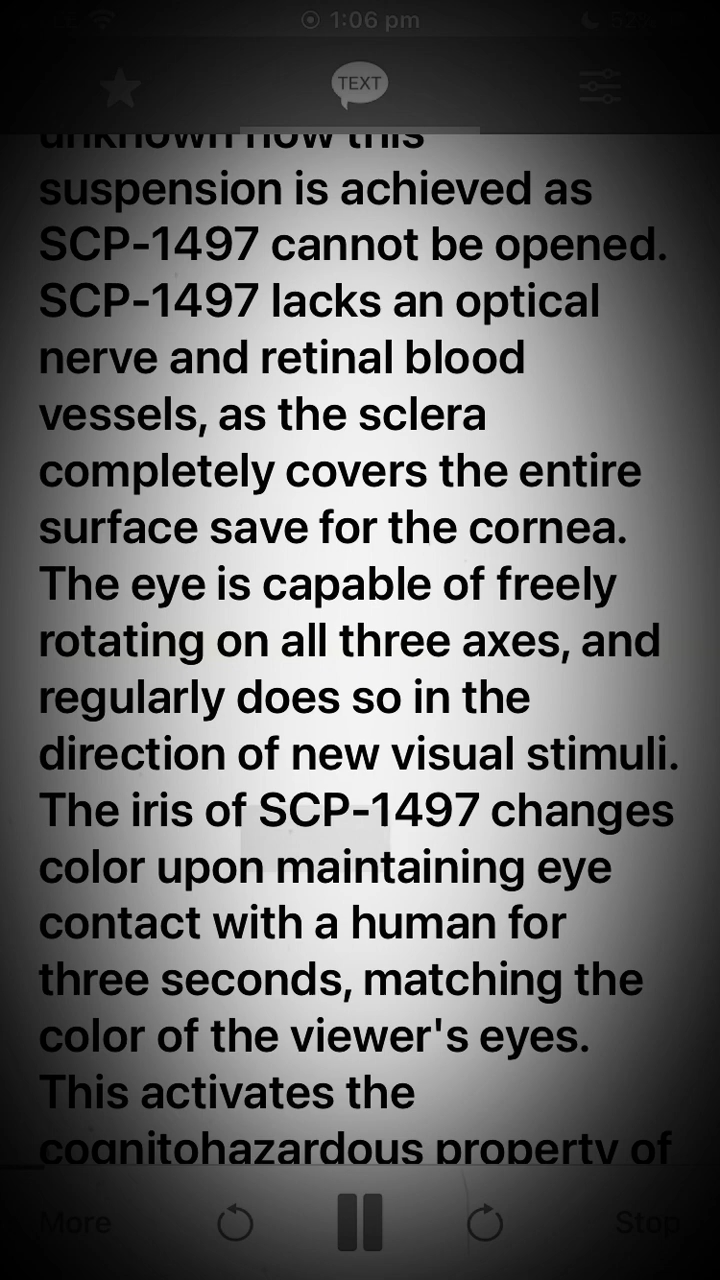 1:06 pm
TEXT
unknown how this
suspension is achieved as
SCP-1497 cannot be opened.
SCP-1497 lacks an optical
nerve and retinal blood
vessels, as the sclera
completely covers the entire
surface save for the cornea.
The eye is capable of freely
rotating on all three axes, and
regularly does so in the
direction of new visual stimuli.
The iris of SCP-1497 changes
color upon maintaining eye
contact with a human for
three seconds, matching the
color of the viewer's eyes.
This activates the
cognitohazardous property of
More
Stop